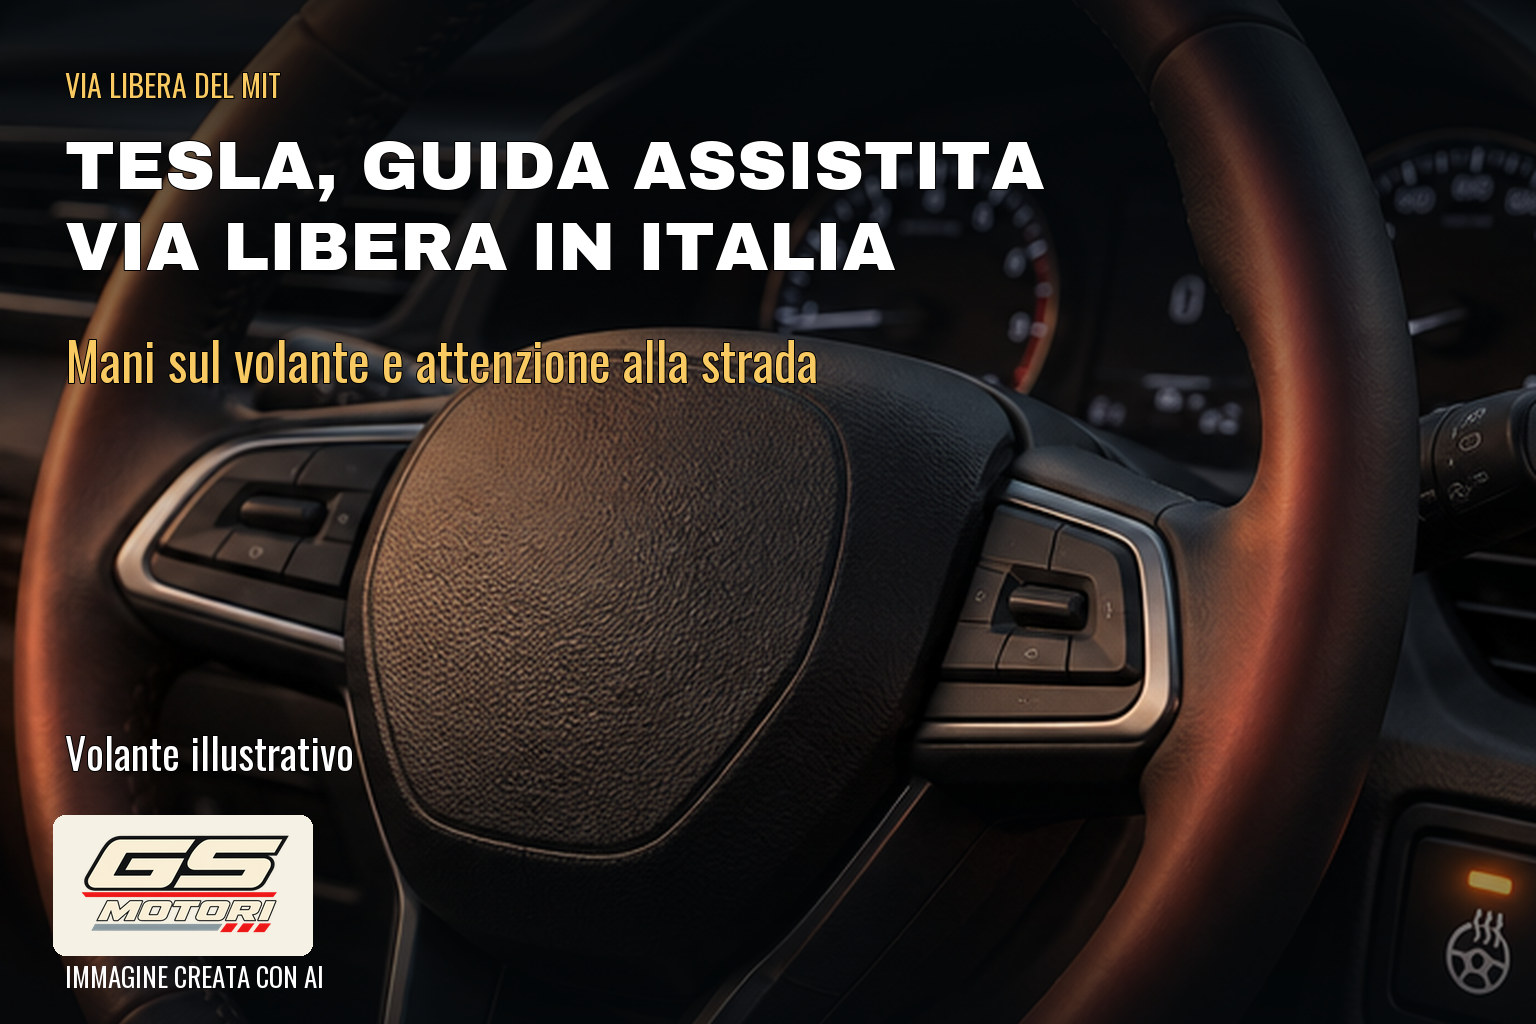 VIA LIBERA DEL MIT
TESLA, GUIDA ASSISTITA
VIA LIBERA IN ITALIA
Mani sul volante e attenzione alla strada
Volante illustrativo
GS
MOTORI
IMMAGINE CREATA CON AI